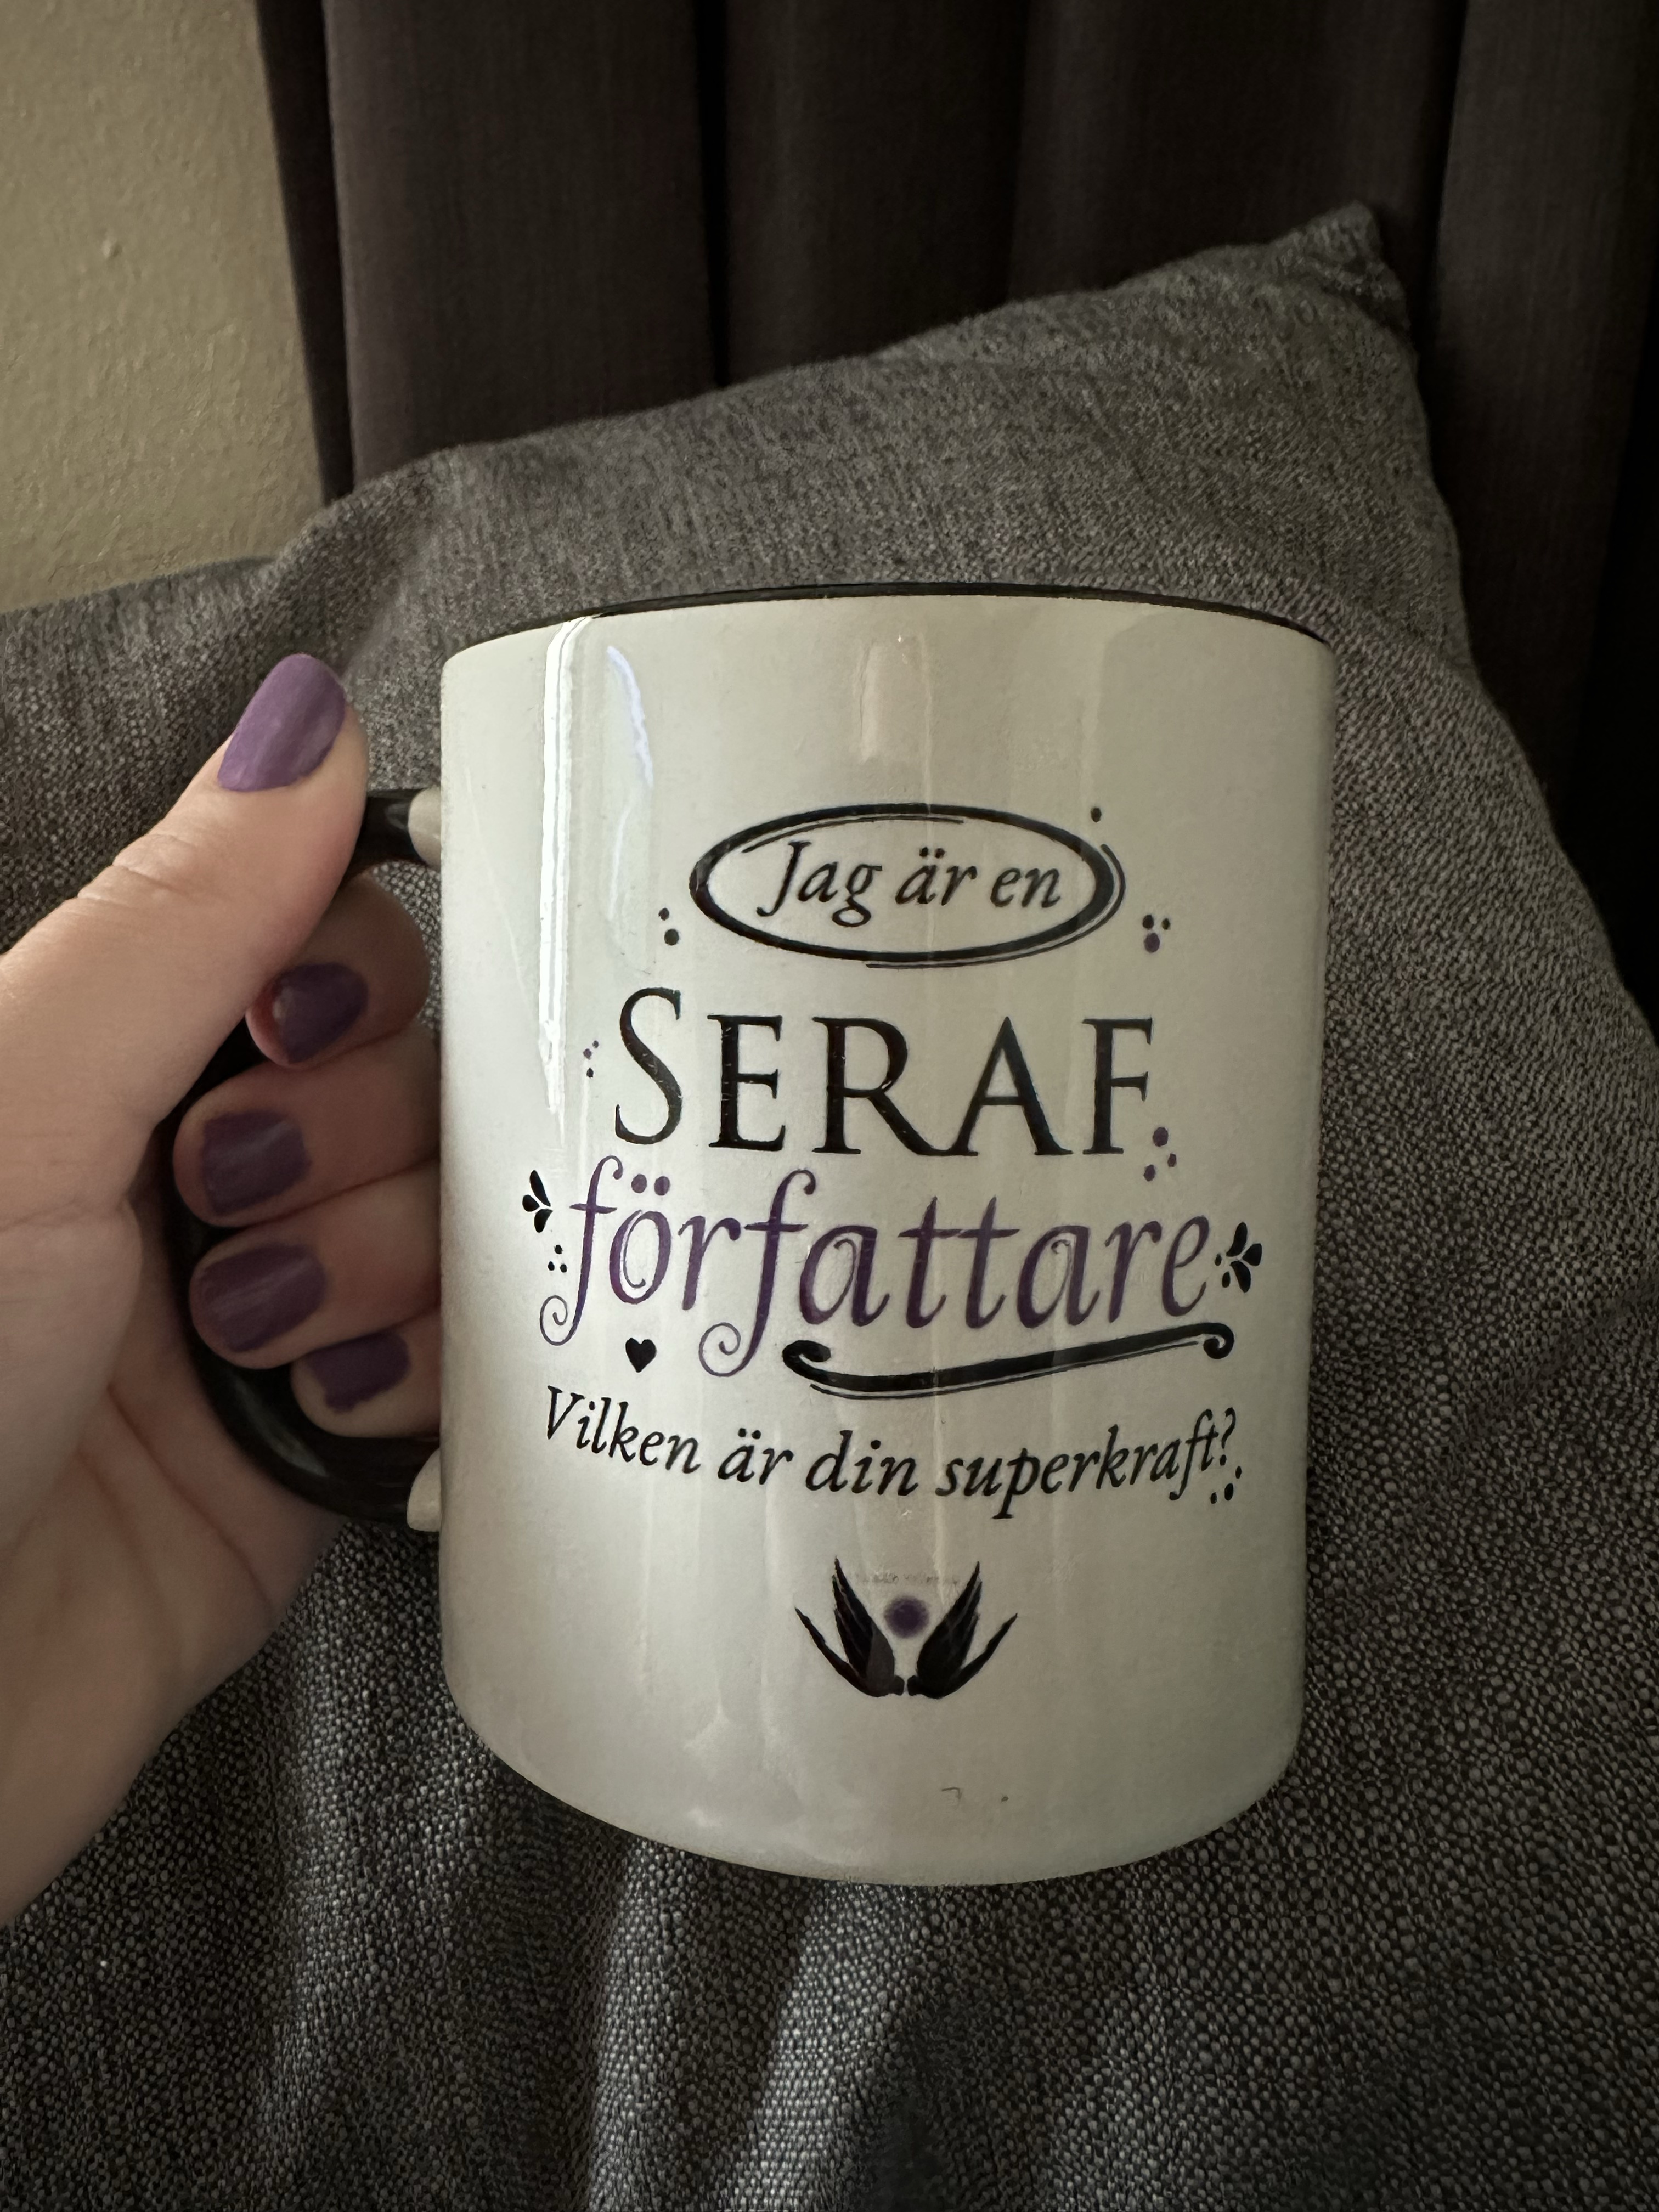 Jag är en
SERAF
författare
Vilken är din superkraft?